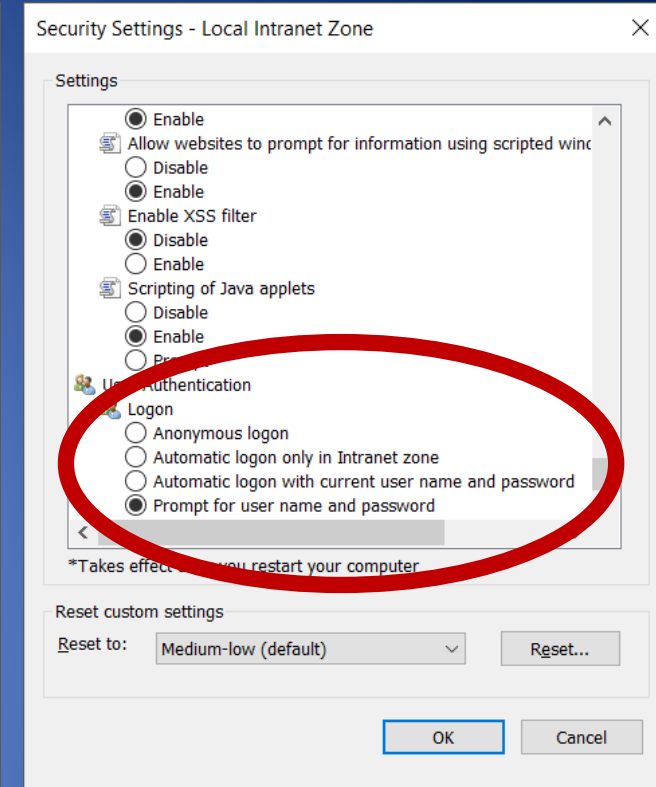 Security Settings - Local Intranet Zone
Settings
Enable
Allow websites to prompt for information using scripted wind
Disable
Enable
Enable XSS filter
Disable
Enable
Scripting of Java applets
Disable
Enable
User Authentication
Logon
Anonymous logon
Automatic logon only in Intranet zone
Automatic logon with current user name and password
Prompt for user name and password
*Takes effect you restart your computer
Reset custom settings
Reset to:
Medium-low (default)
Reset...
OK
Cancel